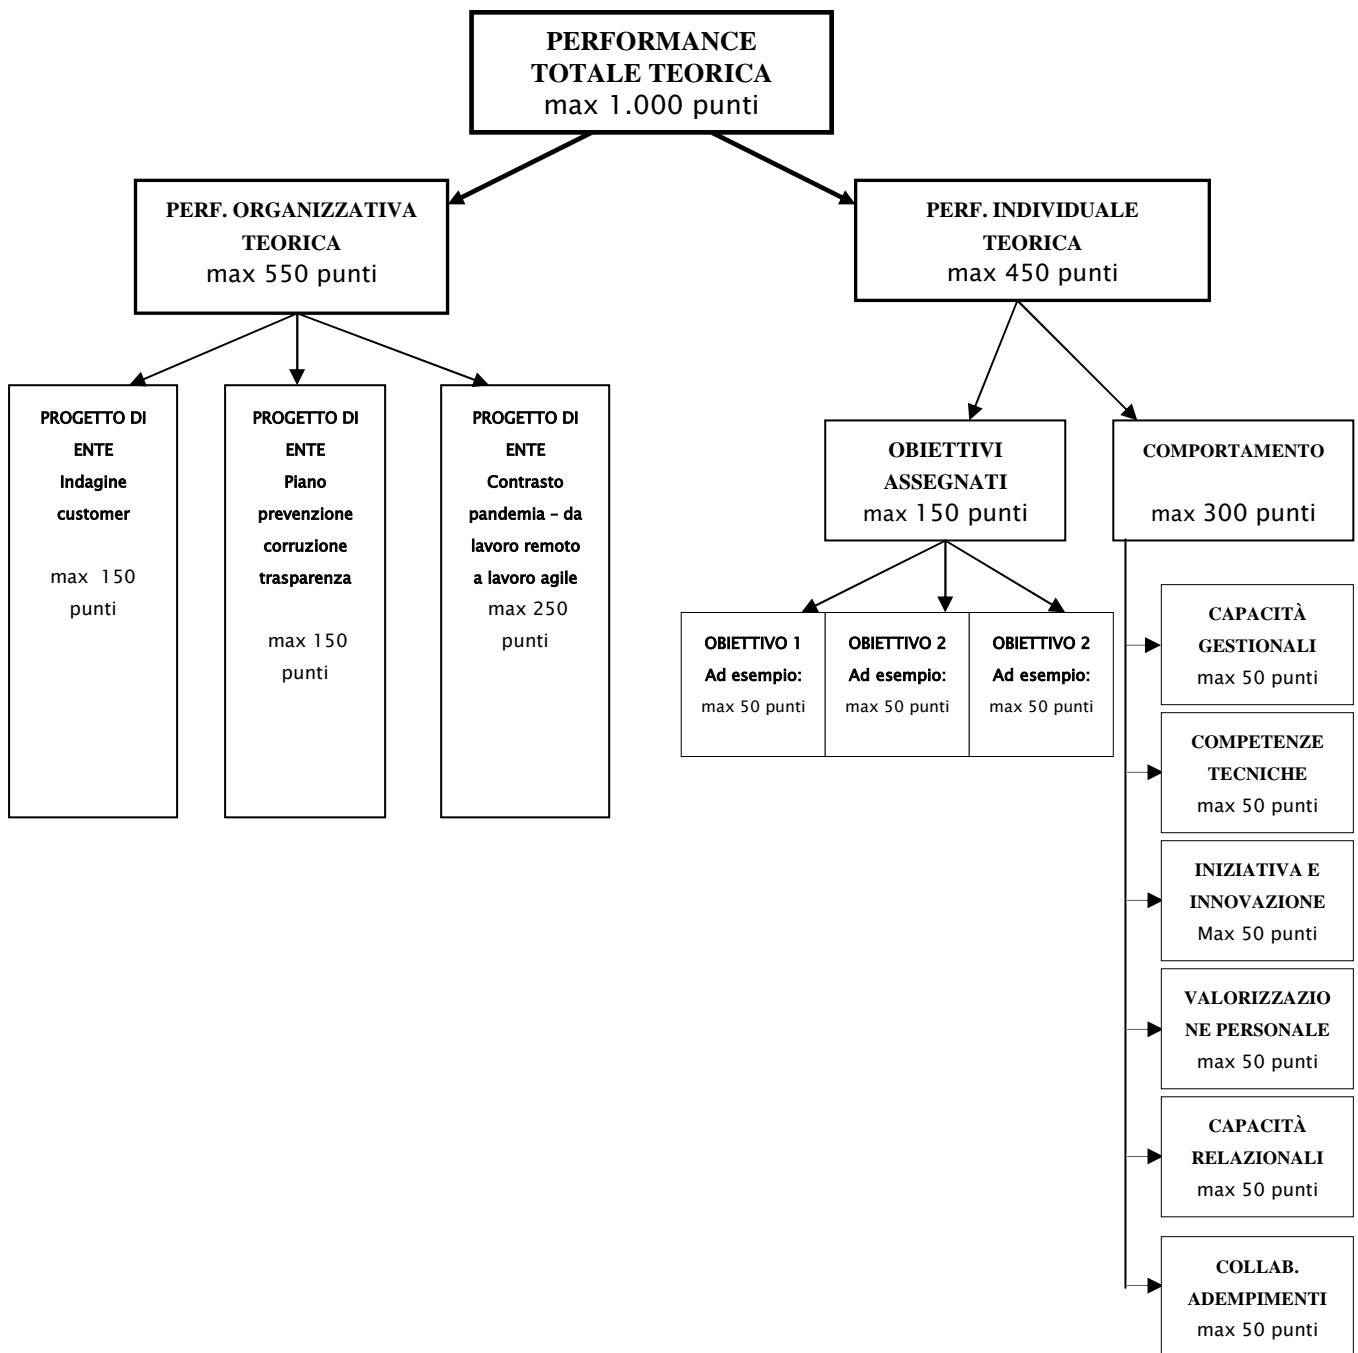 PERFORMANCE
TOTALE TEORICA
max 1.000 punti
PERF. ORGANIZZATIVA
TEORICA
max 550 punti
PERF. INDIVIDUALE
TEORICA
max 450 punti
PROGETTO DI
ENTE
Indagine
customer
max 150
punti
PROGETTO DI
ENTE
Piano
prevenzione
corruzione
trasparenza
max 150
punti
PROGETTO DI
ENTE
Contrasto
pandemia – da
lavoro remoto
a lavoro agile
max 250
punti
OBIETTIVI
ASSEGNATI
max 150 punti
COMPORTAMENTO
max 300 punti
OBIETTIVO 1
Ad esempio:
max 50 punti
OBIETTIVO 2
Ad esempio:
max 50 punti
OBIETTIVO 2
Ad esempio:
max 50 punti
CAPACITÀ
GESTIONALI
max 50 punti
COMPETENZE
TECNICHE
max 50 punti
INIZIATIVA E
INNOVAZIONE
Max 50 punti
VALORIZZAZIO
NE PERSONALE
max 50 punti
CAPACITÀ
RELAZIONALI
max 50 punti
COLLAB.
ADEMPIMENTI
max 50 punti